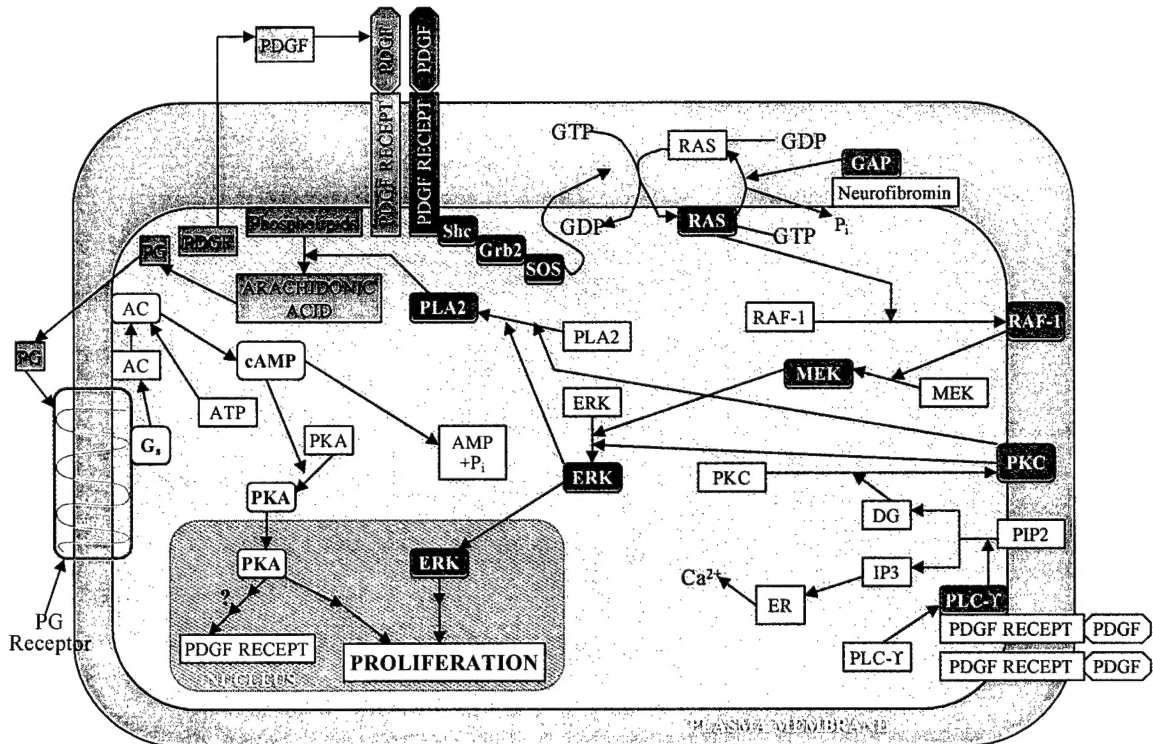 PDGF
PDGF
PDGF
PDGF RECEPT
PDGF RECEPT
GTP
RAS
GDP
GAP
Neurofibromin
Pi
GDP
RAS
GTP
Phospholipids
Shc
Grb2
SOS
PDGF
PG
ARACHIDONIC
ACID
PLA2
PLA2
RAF-1
RAF-1
AC
AC
PG
cAMP
ATP
MEK
MEK
ERK
PKA
AMP
+Pi
Gs
PKC
PKC
ERK
PKA
DG
PIP2
PKA
ERK
IP3
Ca2+
ER
PLC-ϒ
?
PG
Receptor
PDGF RECEPT
PROLIFERATION
NUCLEUS
PLC-ϒ
PDGF RECEPT
PDGF
PDGF RECEPT
PDGF
PLASMA MEMBRANE